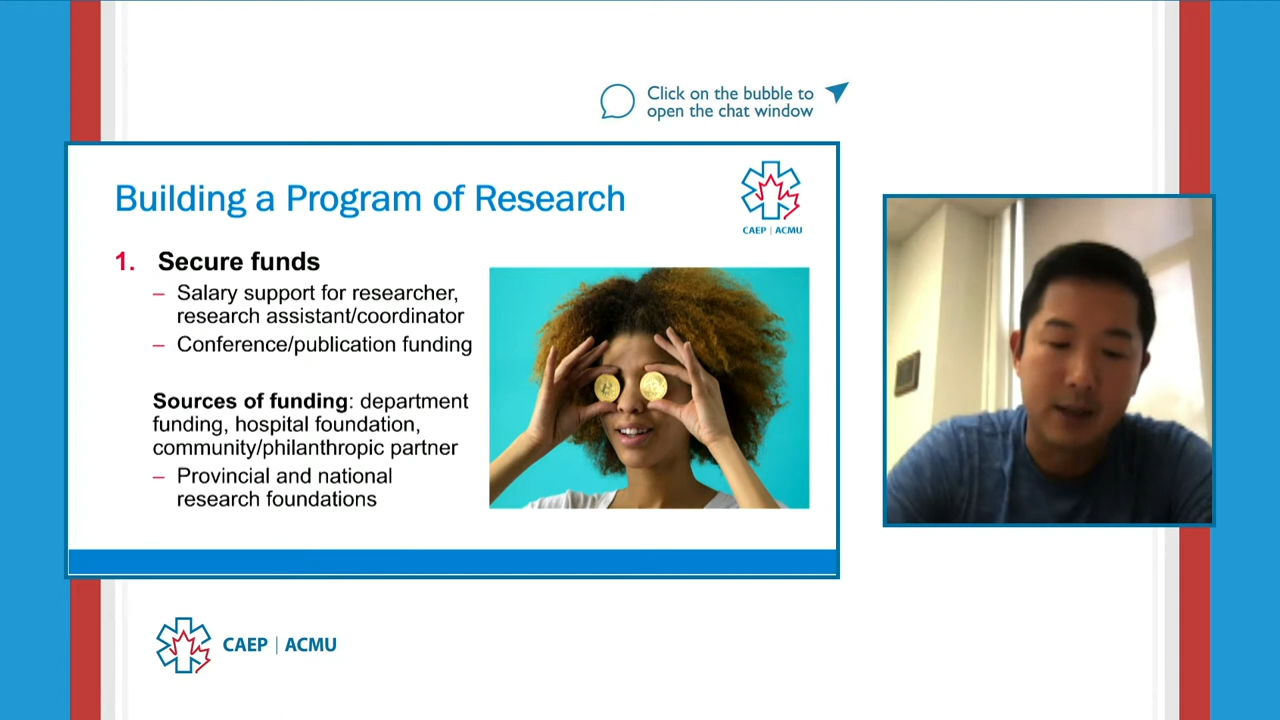 Click on the bubble to
open the chat window
Building a Program of Research
CAEP | ACMU
1. Secure funds
– Salary support for researcher,
research assistant/coordinator
– Conference/publication funding
Sources of funding: department
funding, hospital foundation,
community/philanthropic partner
– Provincial and national
research foundations
CAEP | ACMU